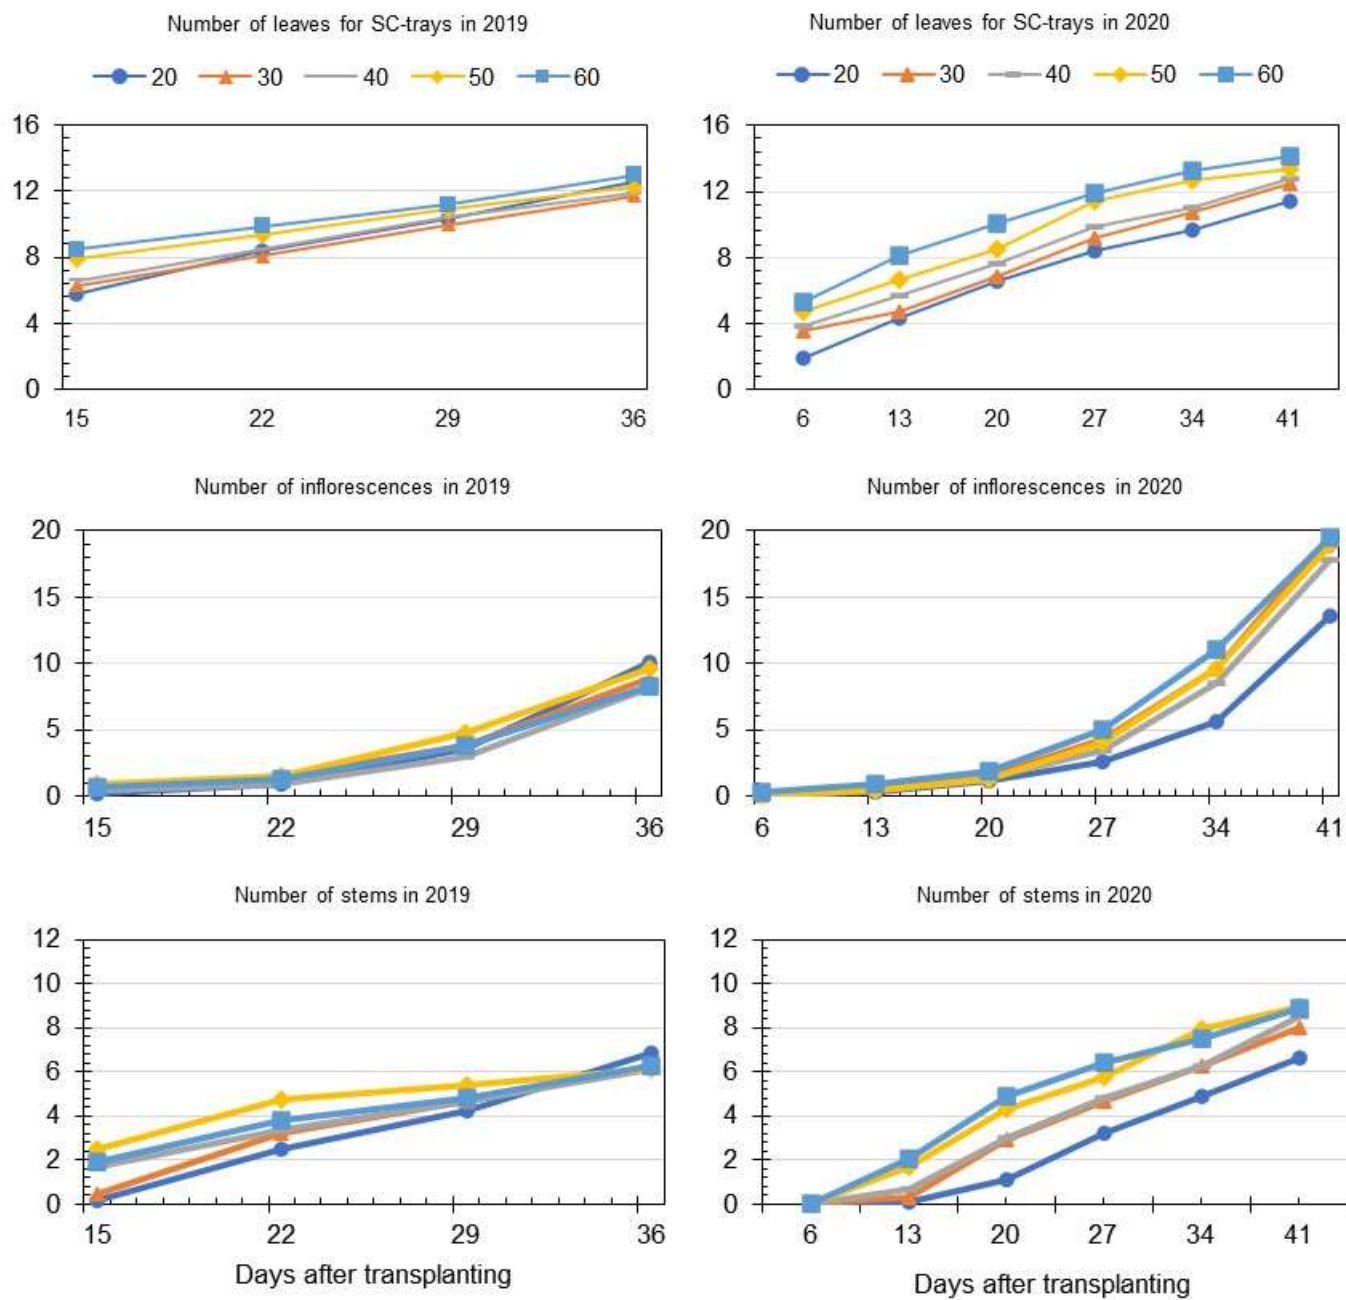 Number of leaves for SC-trays in 2019
20 30 40 50 60
16
12
8
4
0
15 22 29 36
Number of leaves for SC-trays in 2020
20 30 40 50 60
16
12
8
4
0
6 13 20 27 34 41
Number of inflorescences in 2019
20
15
10
5
0
15 22 29 36
Number of inflorescences in 2020
20
15
10
5
0
6 13 20 27 34 41
Number of stems in 2019
12
10
8
6
4
2
0
15 22 29 36
Days after transplanting
Number of stems in 2020
12
10
8
6
4
2
0
6 13 20 27 34 41
Days after transplanting